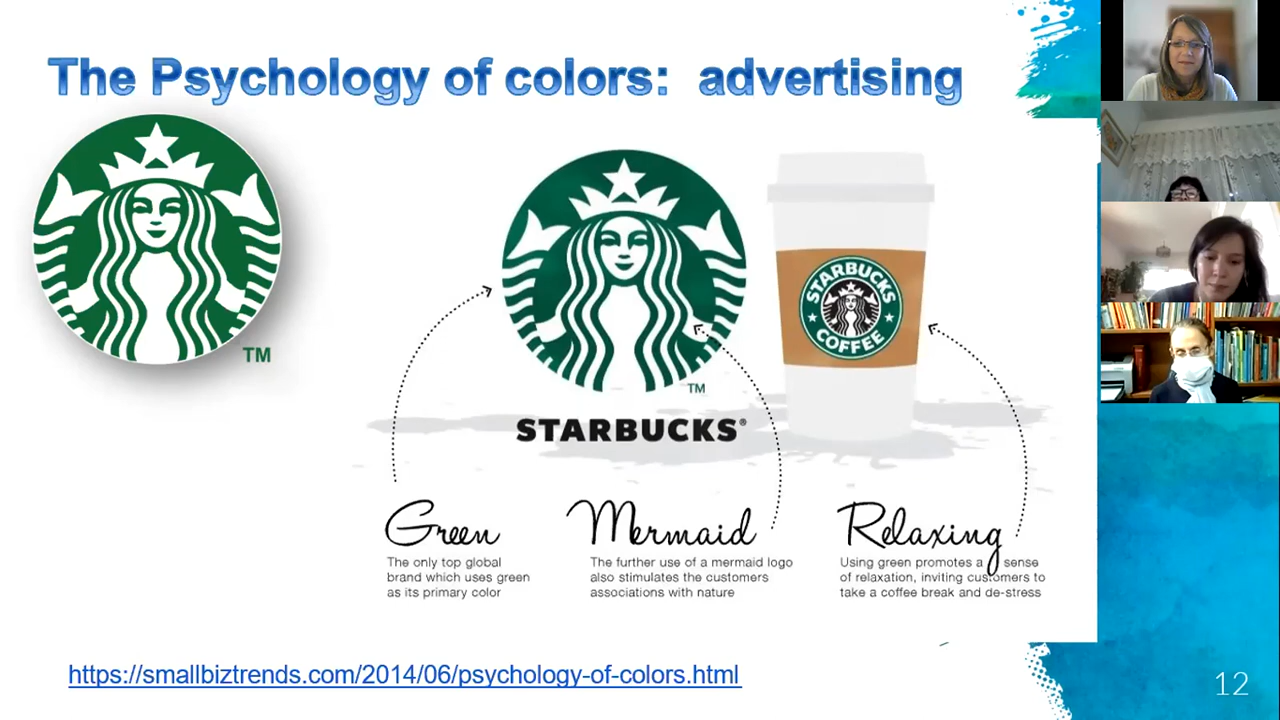 The Psychology of colors: advertising
TM
TM
STARBUCKS®
STARBUCKS
COFFEE
Green
The only top global
brand which uses green
as its primary color
Mermaid
The further use of a mermaid logo
also stimulates the customers
associations with nature
Relaxing
Using green promotes a sense
of relaxation, inviting customers to
take a coffee break and de-stress
https://smallbiztrends.com/2014/06/psychology-of-colors.html
12